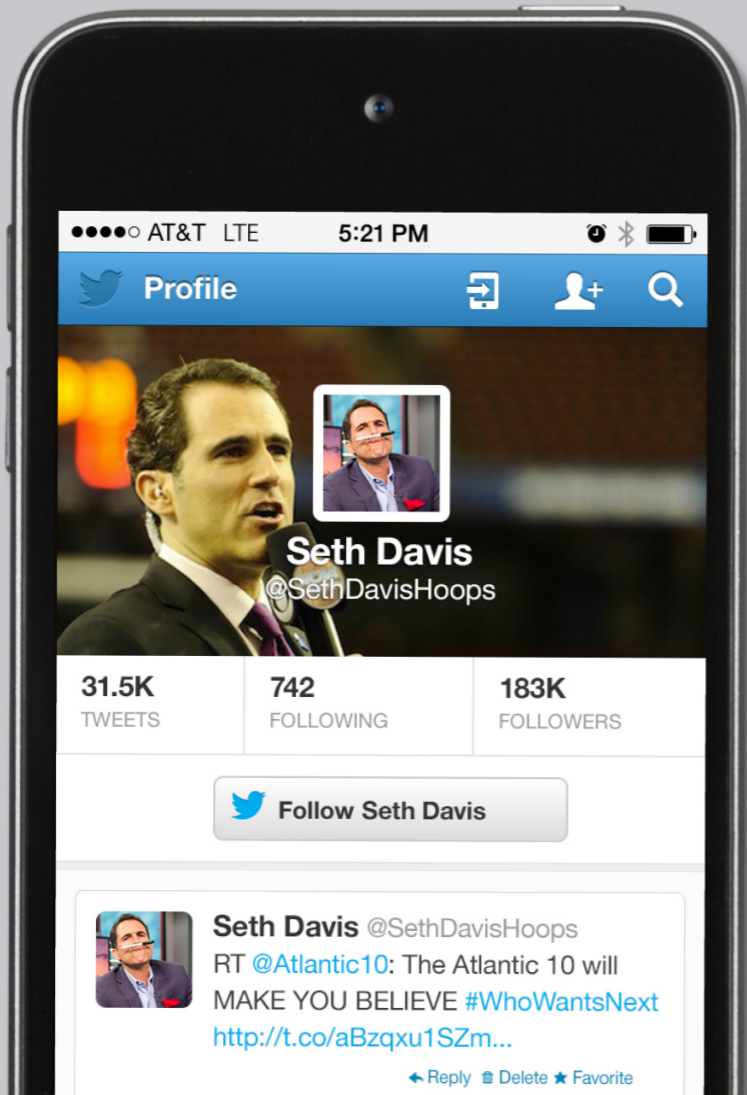 AT&T LTE 5:21 PM
Profile
Seth Davis
@SethDavisHoops
31.5K 742 183K
TWEETS FOLLOWING FOLLOWERS
Follow Seth Davis
Seth Davis @SethDavisHoops
RT @Atlantic10: The Atlantic 10 will
MAKE YOU BELIEVE #WhoWantsNext
http://t.co/aBzqxu1SZm...
Reply Delete Favorite